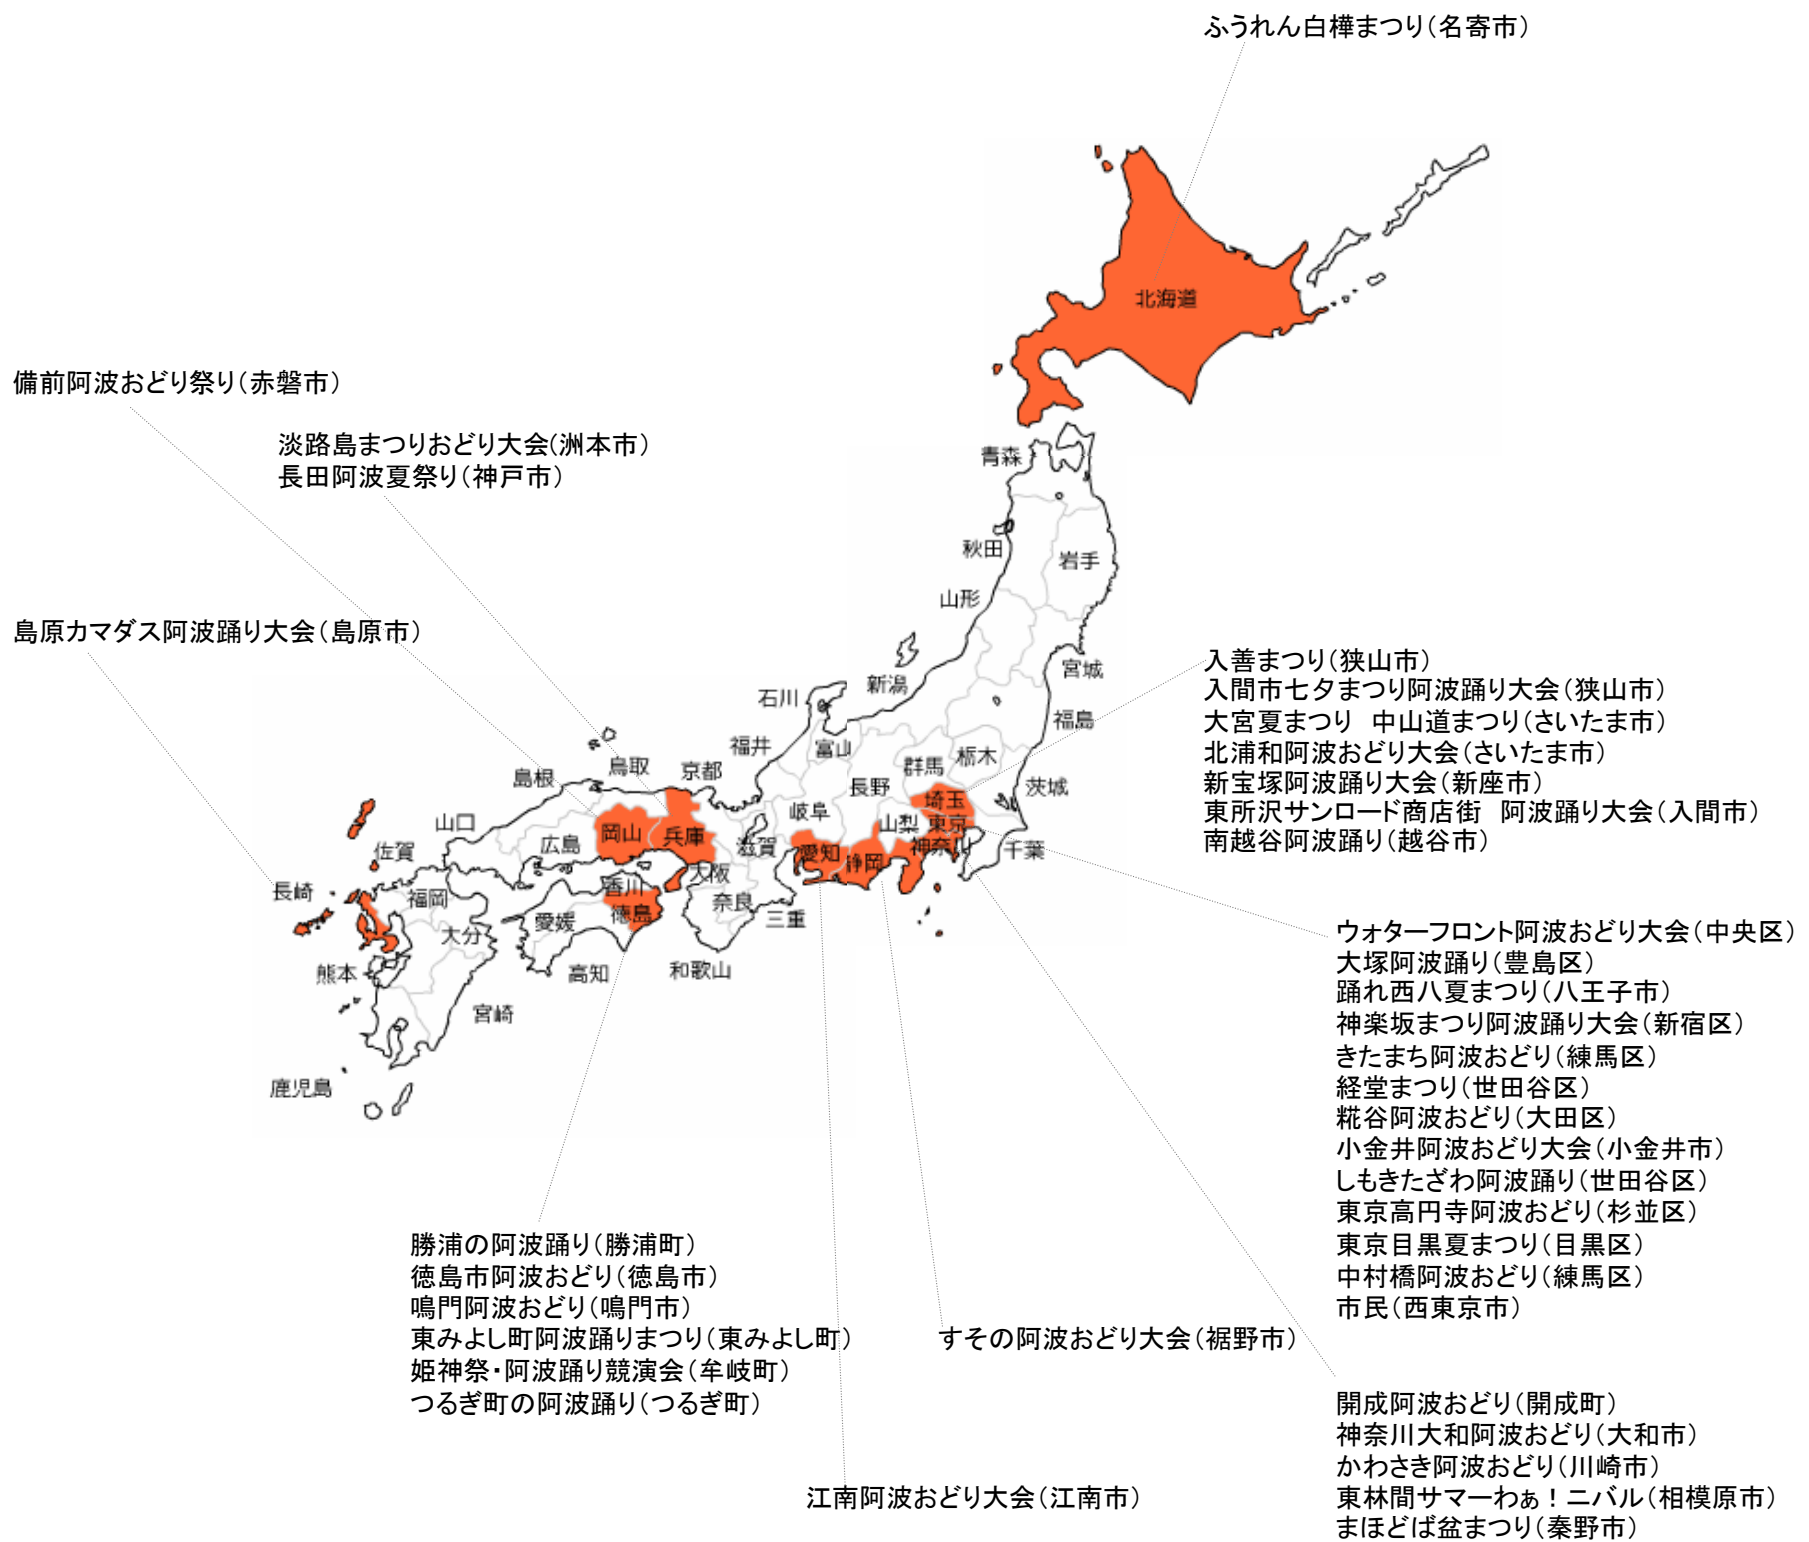 ふうれん白樺まつり（名寄市）
北海道
備前阿波おどり祭り（赤磐市）
淡路島まつりおどり大会（洲本市）
長田阿波夏祭り（神戸市）
青森
秋田
岩手
山形
島原カマダス阿波踊り大会（島原市）
宮城
新潟
石川
福島
入善まつり（狭山市）
入間市七夕まつり阿波踊り大会（狭山市）
大宮夏まつり　中山道まつり（さいたま市）
北浦和阿波おどり大会（さいたま市）
新宝塚阿波踊り大会（新座市）
東所沢サンロード商店街　阿波踊り大会（入間市）
南越谷阿波踊り（越谷市）
福井
富山
群馬
栃木
島根
鳥取
京都
長野
茨城
埼玉
岐阜
山口
岡山
兵庫
山梨
東京
広島
滋賀
愛知
静岡
神奈川
千葉
佐賀
長崎
福岡
大阪
香川
徳島
愛媛
奈良
三重
大分
熊本
高知
和歌山
宮崎
鹿児島
ウォターフロント阿波おどり大会（中央区）
大塚阿波踊り（豊島区）
踊れ西八夏まつり（八王子市）
神楽坂まつり阿波踊り大会（新宿区）
きたまち阿波おどり（練馬区）
経堂まつり（世田谷区）
糀谷阿波おどり（大田区）
小金井阿波おどり大会（小金井市）
しもきたざわ阿波踊り（世田谷区）
東京高円寺阿波おどり（杉並区）
東京目黒夏まつり（目黒区）
中村橋阿波おどり（練馬区）
市民（西東京市）
勝浦の阿波踊り（勝浦町）
徳島市阿波おどり（徳島市）
鳴門阿波おどり（鳴門市）
東みよし町阿波踊りまつり（東みよし町）
姫神祭・阿波踊り競演会（牟岐町）
つるぎ町の阿波踊り（つるぎ町）
すその阿波おどり大会（裾野市）
江南阿波おどり大会（江南市）
開成阿波おどり（開成町）
神奈川大和阿波おどり（大和市）
かわさき阿波おどり（川崎市）
東林間サマーわぁ！ニバル（相模原市）
まほどば盆まつり（秦野市）